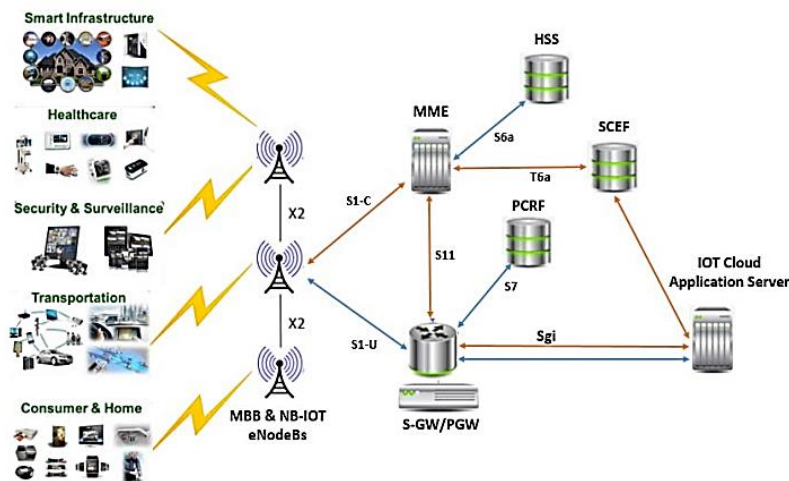 Smart Infrastructure
Healthcare
Security & Surveillance
Transportation
Consumer & Home
X2
X2
MBB & NB-IOT
eNodeBs
S1-C
S1-U
MME
HSS
S6a
SCEF
T6a
S11
PCRF
S7
S-GW/PGW
Sgi
IOT Cloud
Application Server